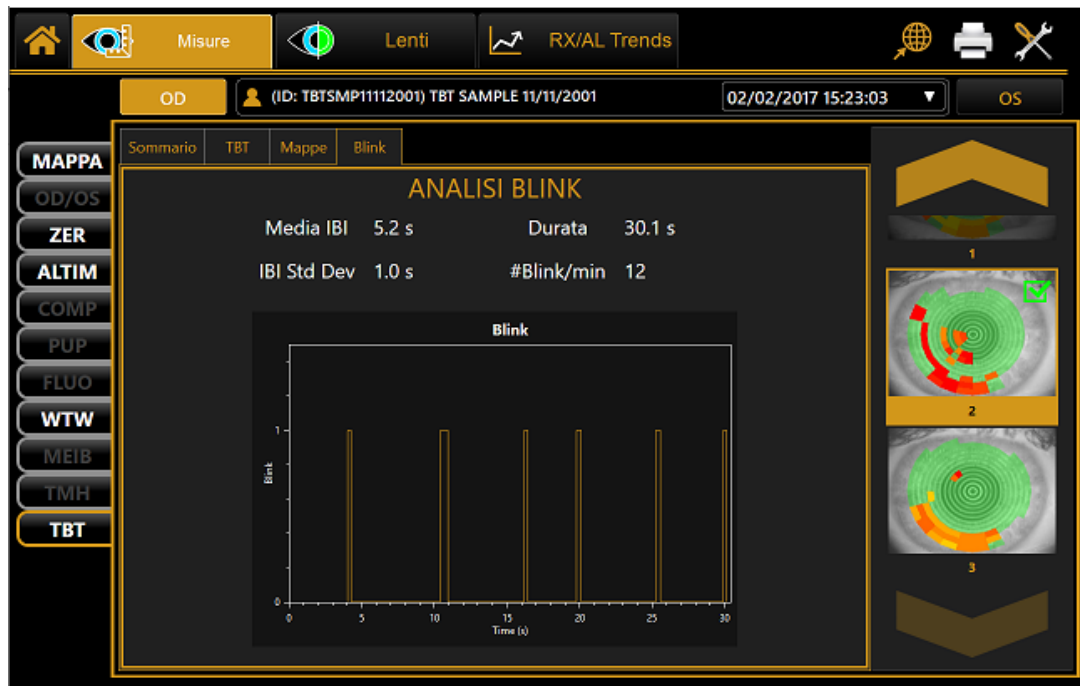 Misure
Lenti
RX/AL Trends
OD
(ID: TBTSMP11112001) TBT SAMPLE 11/11/2001
02/02/2017 15:23:03
OS
MAPPA
OD/OS
ZER
ALTIM
COMP
PUP
FLUO
WTW
MEIB
TMH
TBT
Sommario
TBT
Mappe
Blink
ANALISI BLINK
Media IBI 5.2 s
Durata 30.1 s
IBI Std Dev 1.0 s
#Blink/min 12
Blink
1
Blink
0
0 5 10 15 20 25 30
Time (s)
1
2
3